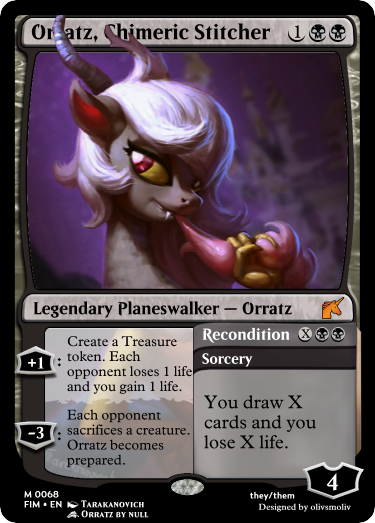 Orratz, Chimeric Stitcher 1
Legendary Planeswalker — Orratz
+1: Create a Treasure
token. Each
opponent loses 1 life
and you gain 1 life.
-3: Each opponent
sacrifices a creature.
Orratz becomes
prepared.
Recondition X
Sorcery
You draw X
cards and you
lose X life.
4
M 0068
FIM • EN TARAKANOVICH
ORRATZ BY NULL
they/them
Designed by olivsmoliv